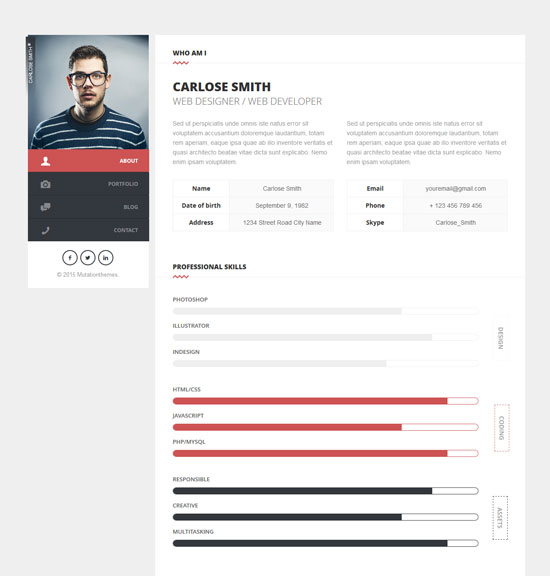 CARLOSE SMITH
ABOUT
PORTFOLIO
BLOG
CONTACT
© 2015 Mutationthemes
WHO AM I
CARLOSE SMITH
WEB DESIGNER / WEB DEVELOPER
Sed ut perspiciatis unde omnis iste natus error sit
voluptatem accusantium doloremque laudantium, totam
rem aperiam, eaque ipsa quae ab illo inventore veritatis et
quasi architecto beatae vitae dicta sunt explicabo. Nemo
enim ipsam voluptatem.
Sed ut perspiciatis unde omnis iste natus error sit
voluptatem accusantium doloremque laudantium, totam
rem aperiam, eaque ipsa quae ab illo inventore veritatis et
quasi architecto beatae vitae dicta sunt explicabo. Nemo
enim ipsam voluptatem.
Name Carlose Smith
Date of birth September 9, 1982
Address 1234 Street Road City Name
Email youremail@gmail.com
Phone + 123 456 789 456
Skype Carlose_Smith
PROFESSIONAL SKILLS
PHOTOSHOP
ILLUSTRATOR
INDESIGN
DESIGN
HTML/CSS
JAVASCRIPT
PHP/MYSQL
CODING
RESPONSIBLE
CREATIVE
MULTITASKING
ASSETS